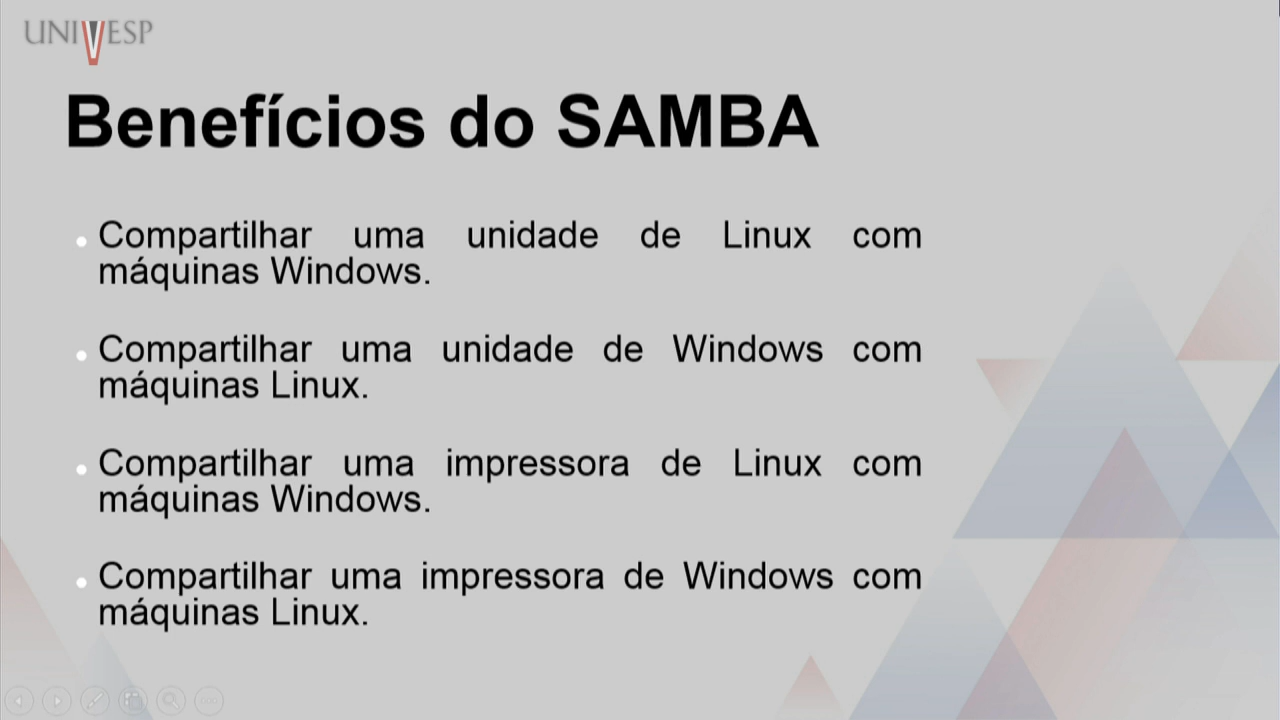 UNIVESP
Benefícios do SAMBA
Compartilhar uma unidade de Linux com
máquinas Windows.
Compartilhar uma unidade de Windows com
máquinas Linux.
Compartilhar uma impressora de Linux com
máquinas Windows.
Compartilhar uma impressora de Windows com
máquinas Linux.